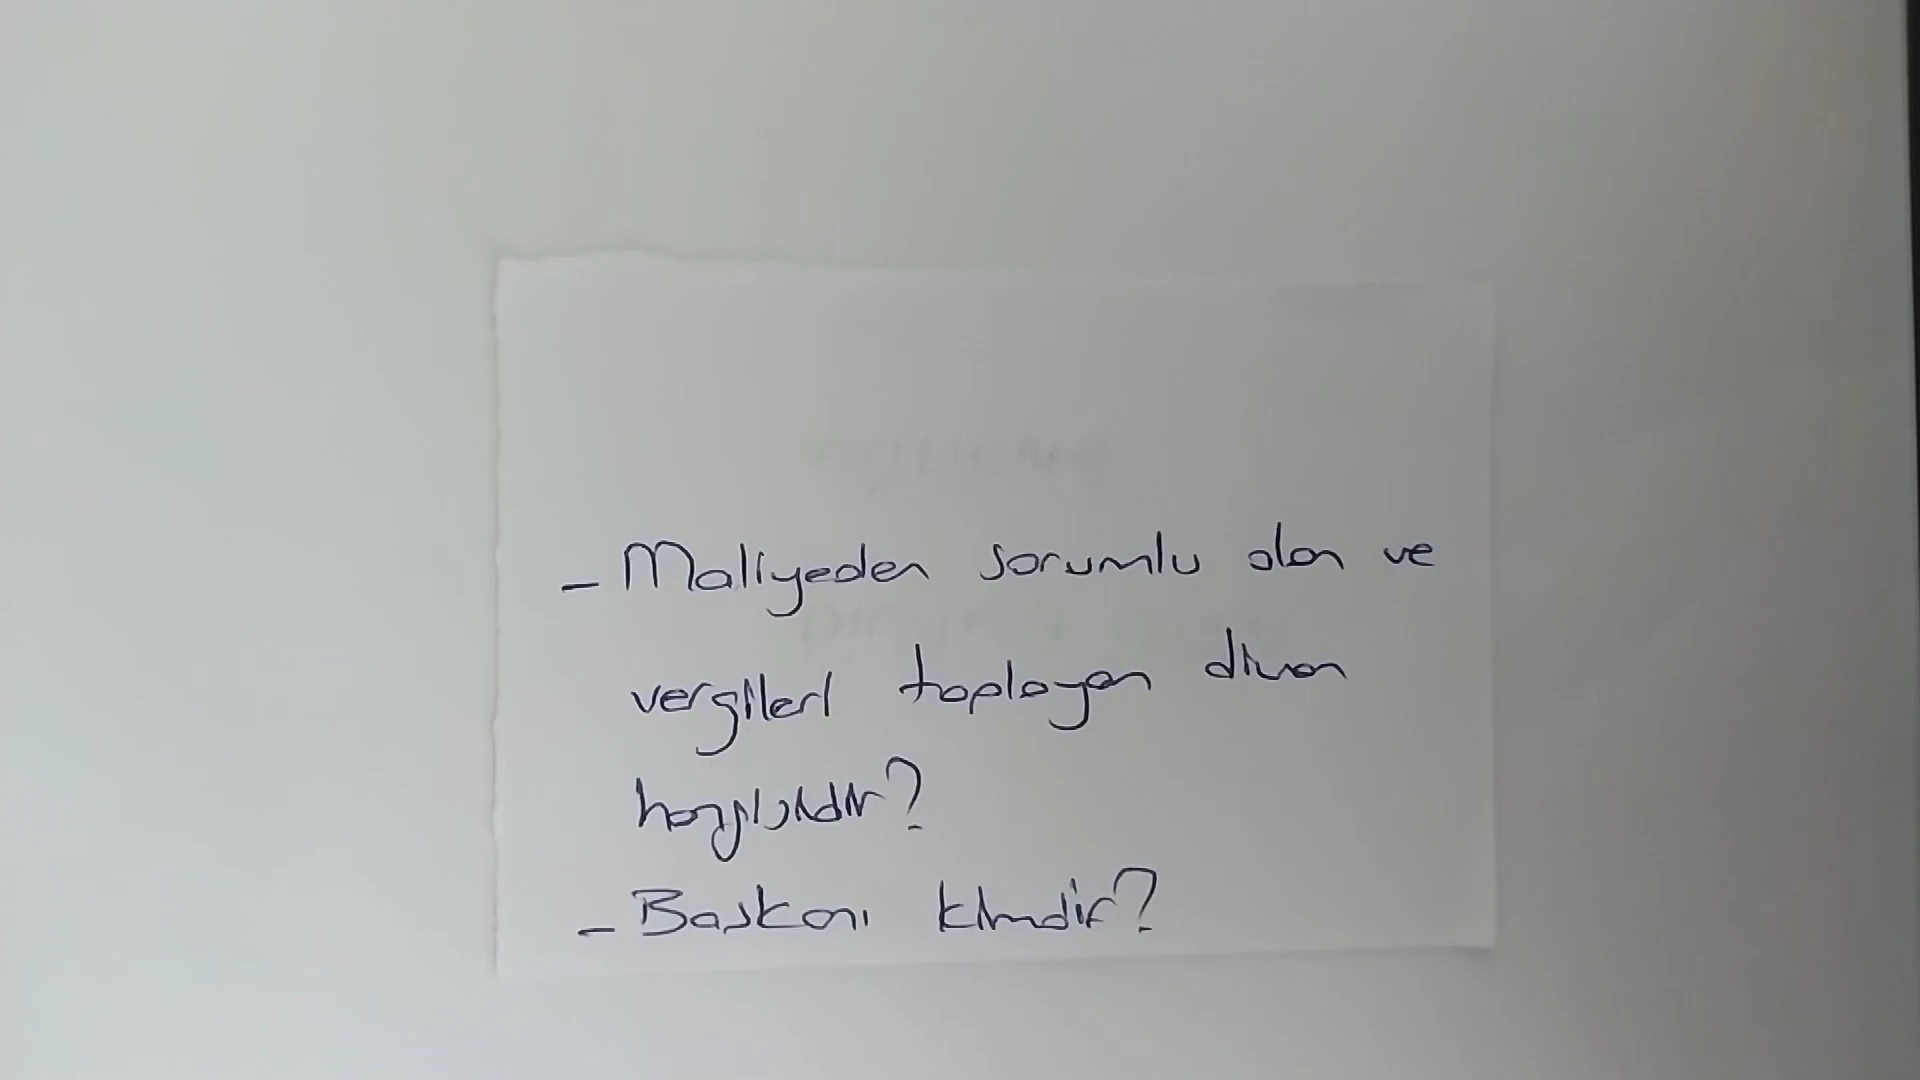 - Maliyeden sorumlu olan ve
vergileri toplayan divan
hangisidir?
- Başkanı kimdir?